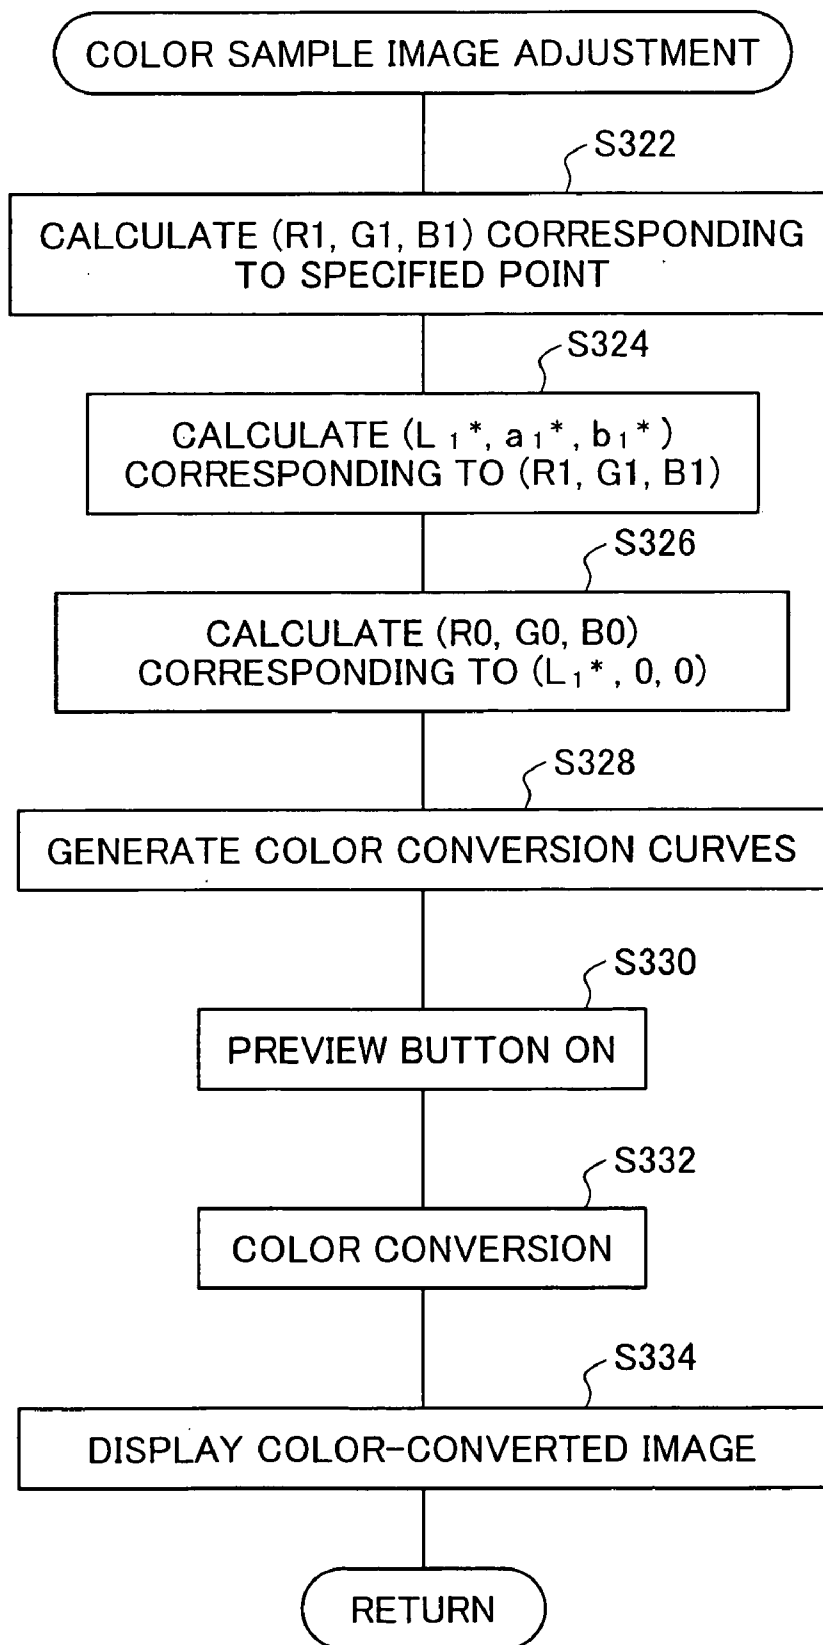 COLOR SAMPLE IMAGE ADJUSTMENT
S322
CALCULATE (R1, G1, B1) CORRESPONDING
TO SPECIFIED POINT
S324
CALCULATE (L₁*, a₁*, b₁*)
CORRESPONDING TO (R1, G1, B1)
S326
CALCULATE (R0, G0, B0)
CORRESPONDING TO (L₁*, 0, 0)
S328
GENERATE COLOR CONVERSION CURVES
S330
PREVIEW BUTTON ON
S332
COLOR CONVERSION
S334
DISPLAY COLOR-CONVERTED IMAGE
RETURN